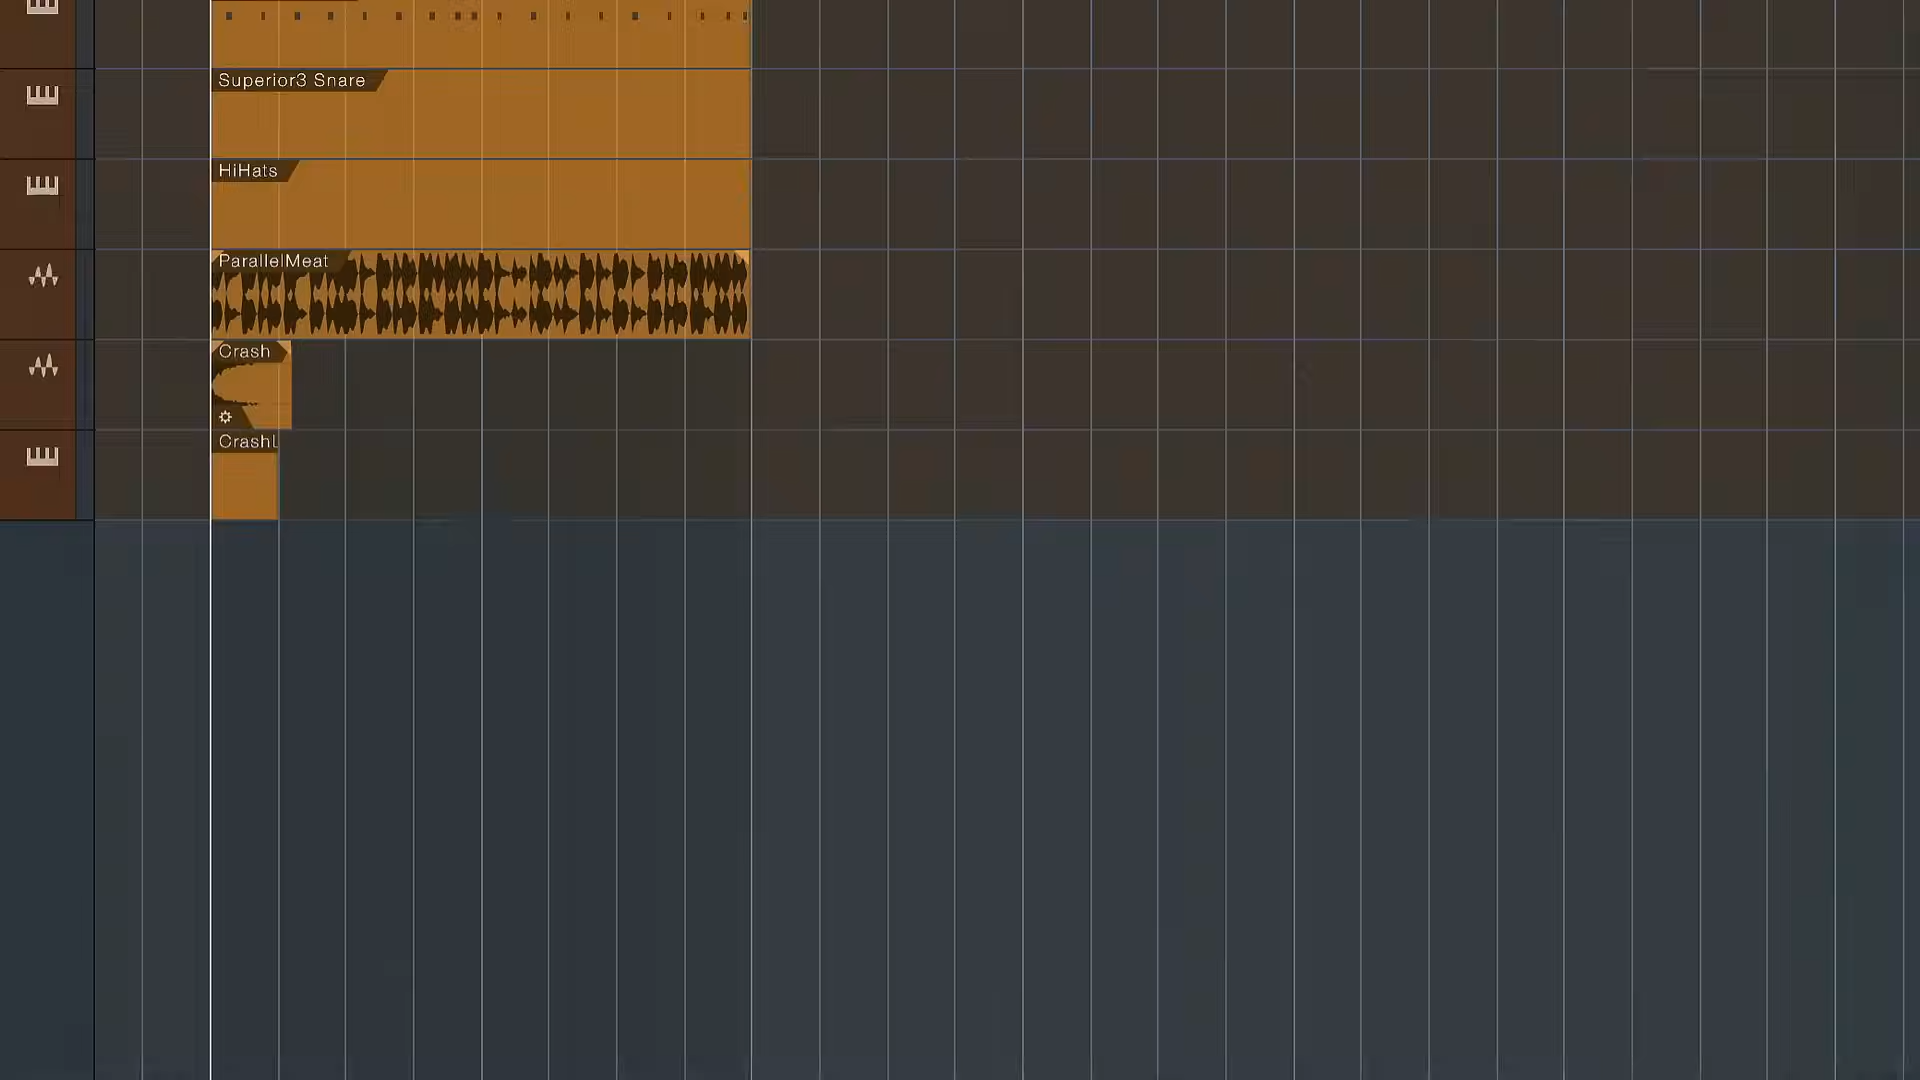 Superior3 Snare
HiHats
ParallelMeat
Crash
CrashL